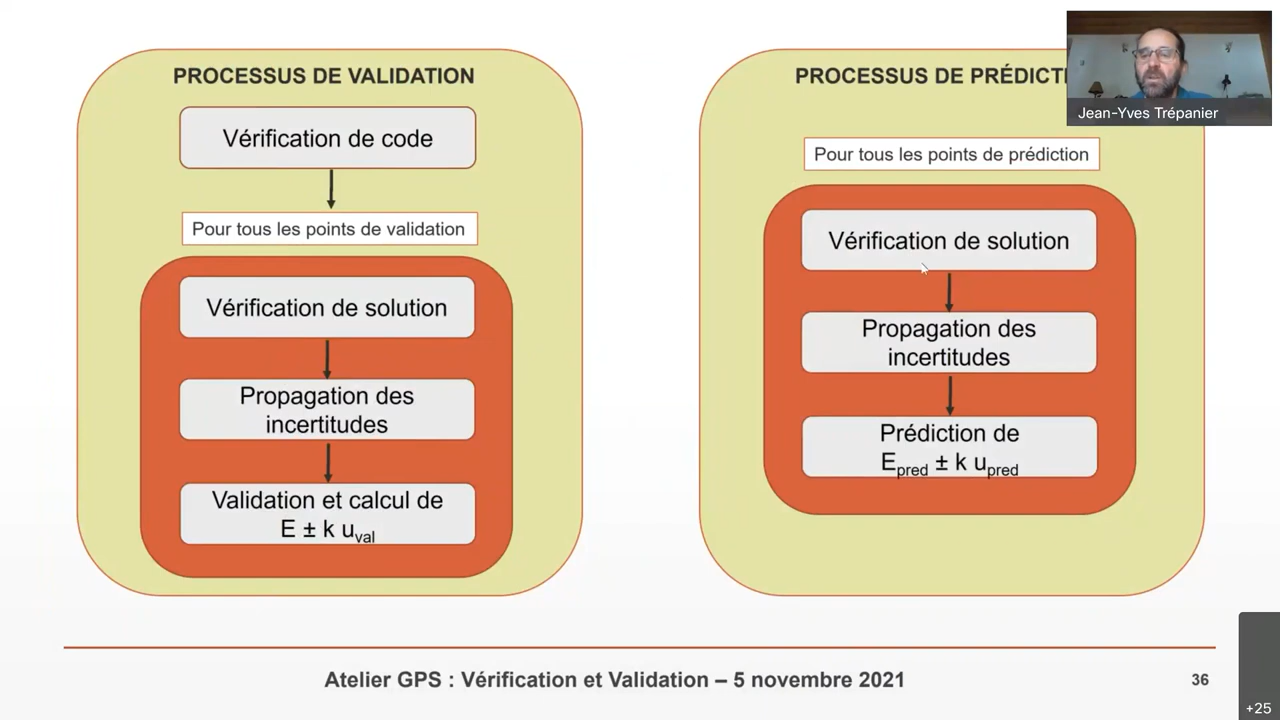 PROCESSUS DE VALIDATION
Vérification de code
Pour tous les points de validation
Vérification de solution
Propagation des
incertitudes
Validation et calcul de
E ± k u_val
PROCESSUS DE PRÉDICTI
Jean-Yves Trépanier
Pour tous les points de prédiction
Vérification de solution
Propagation des
incertitudes
Prédiction de
E_pred ± k u_pred
Atelier GPS : Vérification et Validation – 5 novembre 2021
36
+25